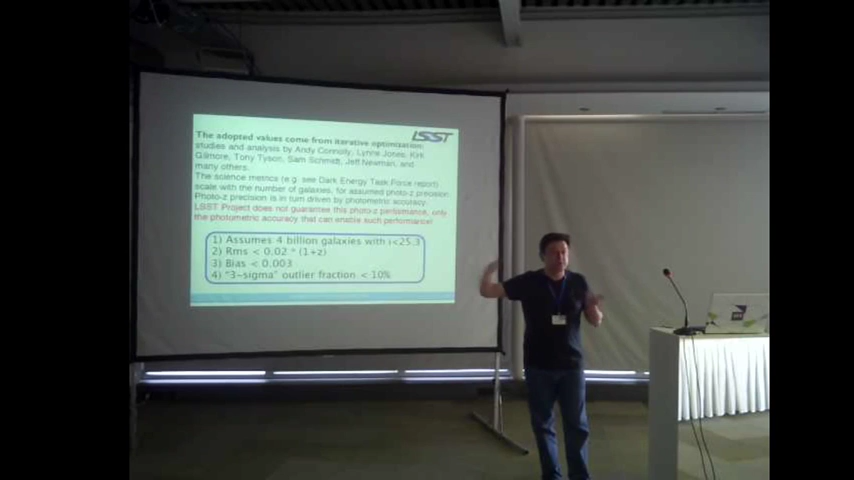 LSST
The adopted values come from iterative optimization:
studies and analysis by Andy Connolly, Lynne Jones, Kirk
Gilmore, Tony Tyson, Sam Schmidt, Jeff Newman, and
many others.
The science metrics (e.g. see Dark Energy Task Force report)
scale with the number of galaxies, for assumed photo-z precision.
Photo-z precision is in turn driven by photometric accuracy.
LSST Project does not guarantee this photo-z performance, only
the photometric accuracy that can enable such performance!
1) Assumes 4 billion galaxies with i<25.3
2) Rms < 0.02 * (1+z)
3) Bias < 0.003
4) "3-sigma" outlier fraction < 10%